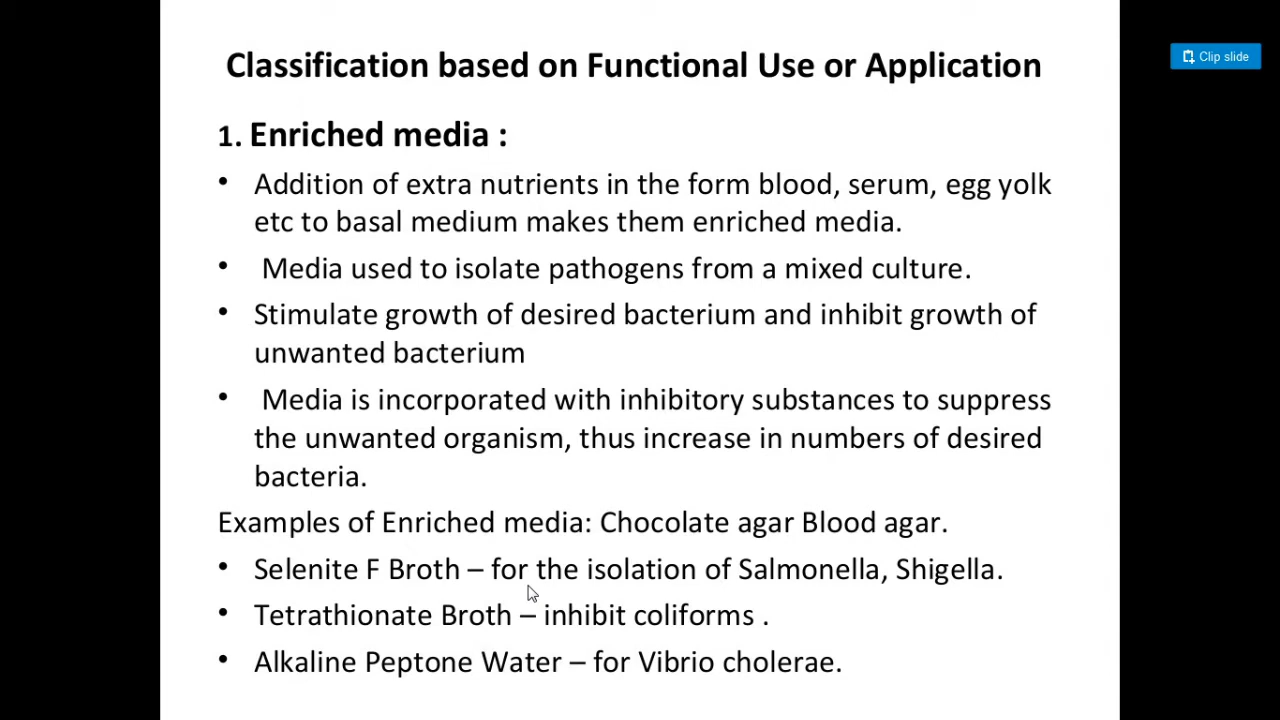 Classification based on Functional Use or Application
Clip slide
1. Enriched media :
• Addition of extra nutrients in the form blood, serum, egg yolk
etc to basal medium makes them enriched media.
• Media used to isolate pathogens from a mixed culture.
• Stimulate growth of desired bacterium and inhibit growth of
unwanted bacterium
• Media is incorporated with inhibitory substances to suppress
the unwanted organism, thus increase in numbers of desired
bacteria.
Examples of Enriched media: Chocolate agar Blood agar.
• Selenite F Broth – for the isolation of Salmonella, Shigella.
• Tetrathionate Broth – inhibit coliforms .
• Alkaline Peptone Water – for Vibrio cholerae.